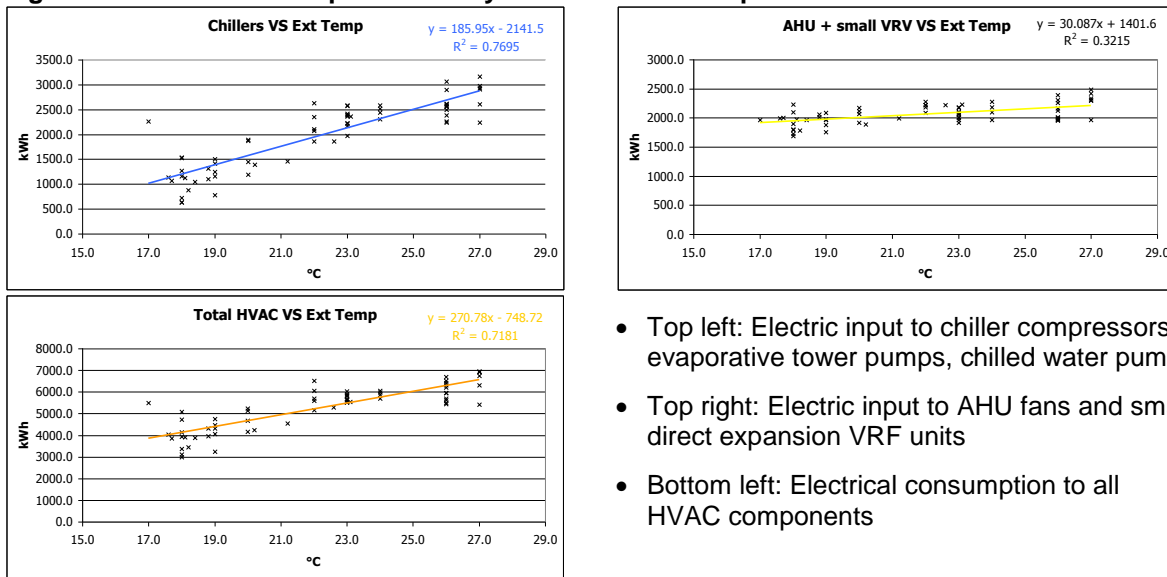 Chillers VS Ext Temp
y = 185.95x - 2141.5
R² = 0.7695
3500.0
3000.0
2500.0
2000.0
1500.0
1000.0
500.0
0.0
kWh
15.0 17.0 19.0 21.0 23.0 25.0 27.0 29.0
°C
AHU + small VRV VS Ext Temp
y = 30.087x + 1401.6
R² = 0.3215
3000.0
2500.0
2000.0
1500.0
1000.0
500.0
0.0
kWh
15.0 17.0 19.0 21.0 23.0 25.0 27.0 29.0
°C
Total HVAC VS Ext Temp
y = 270.78x - 748.72
R² = 0.7181
8000.0
7000.0
6000.0
5000.0
4000.0
3000.0
2000.0
1000.0
0.0
kWh
15.0 17.0 19.0 21.0 23.0 25.0 27.0 29.0
°C
• Top left: Electric input to chiller compressors
evaporative tower pumps, chilled water pum
• Top right: Electric input to AHU fans and sm
direct expansion VRF units
• Bottom left: Electrical consumption to all
HVAC components